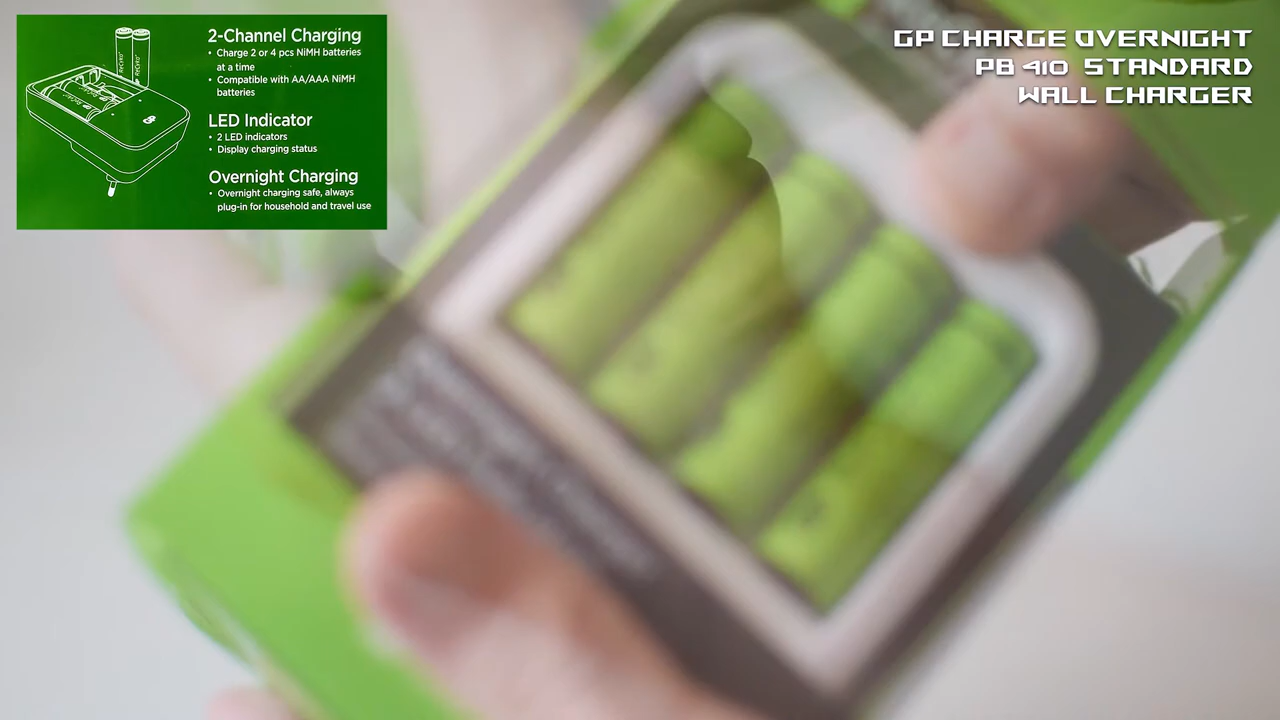 2-Channel Charging
• Charge 2 or 4 pcs NiMH batteries
at a time
• Compatible with AA/AAA NiMH
batteries
LED Indicator
• 2 LED indicators
• Display charging status
Overnight Charging
• Overnight charging safe, always
plug-in for household and travel use
ReCyko
ReCyko
GP CHARGE OVERNIGHT
PB 410 STANDARD
WALL CHARGER